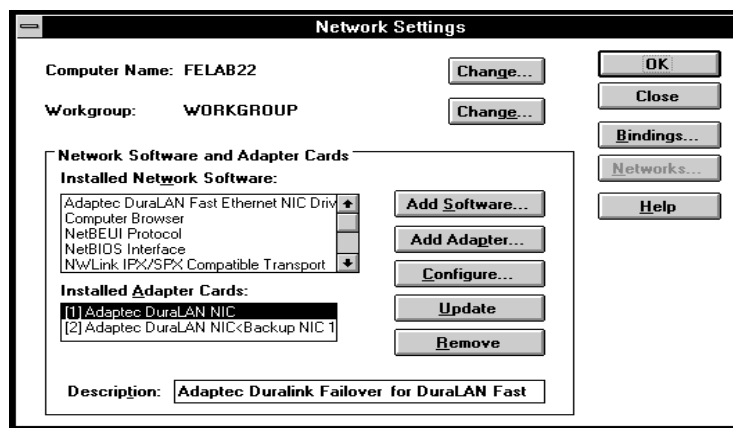 Network Settings
Computer Name: FELAB22
Change...
Workgroup: WORKGROUP
Change...
OK
Close
Bindings...
Networks...
Help
Network Software and Adapter Cards
Installed Network Software:
Adaptec DuraLAN Fast Ethernet NIC Driv
Computer Browser
NetBEUI Protocol
NetBIOS Interface
NWLink IPX/SPX Compatible Transport
Add Software...
Add Adapter...
Configure...
Update
Remove
Installed Adapter Cards:
[1] Adaptec DuraLAN NIC
[2] Adaptec DuraLAN NIC<Backup NIC 1
Description: Adaptec Duralink Failover for DuraLAN Fast